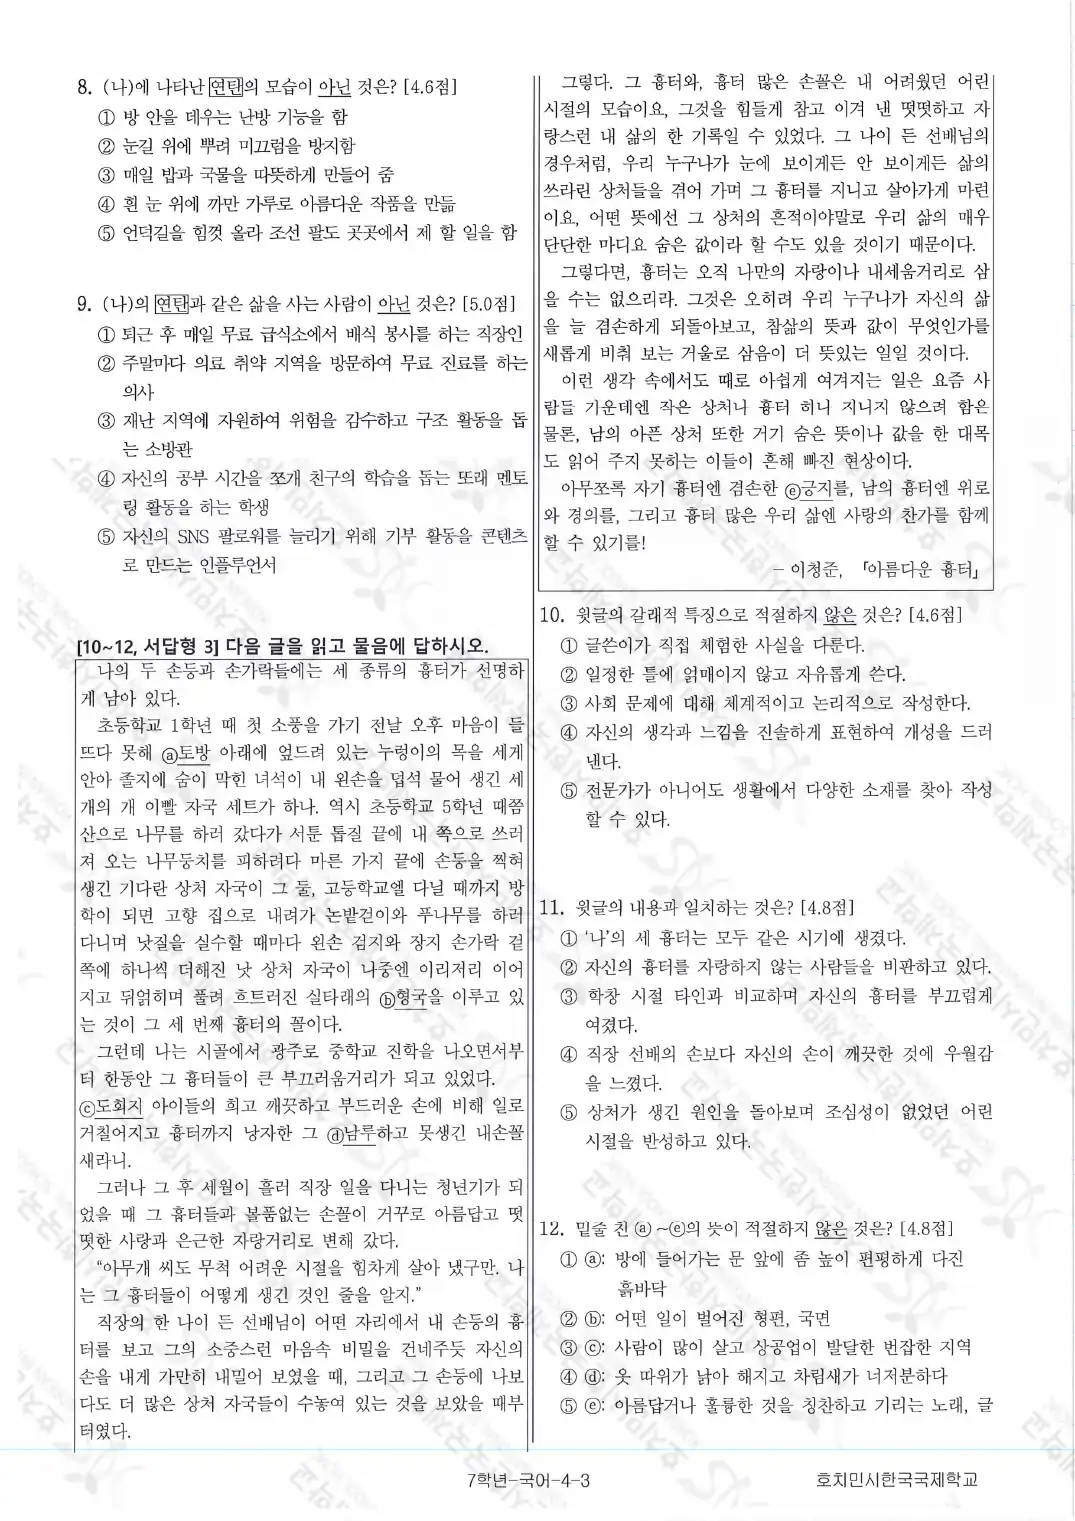 8. (나)에 나타난 연탄의 모습이 아닌 것은? [4.6점]
① 방 안을 데우는 난방 기능을 함
② 눈길 위에 뿌려 미끄럼을 방지함
③ 매일 밥과 국물을 따뜻하게 만들어 줌
④ 흰 눈 위에 까만 가루로 아름다운 작품을 만듦
⑤ 언덕길을 힘껏 올라 조선 팔도 곳곳에서 제 할 일을 함
9. (나)의 연탄과 같은 삶을 사는 사람이 아닌 것은? [5.0점]
① 퇴근 후 매일 무료 급식소에서 배식 봉사를 하는 직장인
② 주말마다 의료 취약 지역을 방문하여 무료 진료를 하는
의사
③ 재난 지역에 자원하여 위험을 감수하고 구조 활동을 돕
는 소방관
④ 자신의 공부 시간을 쪼개 친구의 학습을 돕는 또래 멘토
링 활동을 하는 학생
⑤ 자신의 SNS 팔로워를 늘리기 위해 기부 활동을 콘텐츠
로 만드는 인플루언서
[10~12, 서답형 3] 다음 글을 읽고 물음에 답하시오.
나의 두 손등과 손가락들에는 세 종류의 흉터가 선명하
게 남아 있다.
초등학교 1학년 때 첫 소풍을 가기 전날 오후 마음이 들
뜨다 못해 ⓐ토방 아래에 엎드려 있는 누렁이의 목을 세게
안아 졸지에 숨이 막힌 녀석이 내 왼손을 덥석 물어 생긴 세
개의 개 이빨 자국 세트가 하나. 역시 초등학교 5학년 때쯤
산으로 나무를 하러 갔다가 서툰 톱질 끝에 내 쪽으로 쓰러
져 오는 나무둥치를 피하려다 마른 가지 끝에 손등을 찍혀
생긴 기다란 상처 자국이 그 둘, 고등학교엘 다닐 때까지 방
학이 되면 고향 집으로 내려가 논밭걷이와 푸나무를 하러
다니며 낫질을 실수할 때마다 왼손 검지와 장지 손가락 겉
쪽에 하나씩 더해진 낫 상처 자국이 나중엔 이리저리 이어
지고 뒤얽히며 풀려 흐트러진 실타래의 ⓑ형국을 이루고 있
는 것이 그 세 번째 흉터의 꼴이다.
그런데 나는 시골에서 광주로 중학교 진학을 나오면서부
터 한동안 그 흉터들이 큰 부끄러움거리가 되고 있었다.
ⓒ도회지 아이들의 희고 깨끗하고 부드러운 손에 비해 일로
거칠어지고 흉터까지 낭자한 그 ⓓ남루하고 못생긴 내손꼴
새라니.
그러나 그 후 세월이 흘러 직장 일을 다니는 청년기가 되
었을 때 그 흉터들과 볼품없는 손꼴이 거꾸로 아름답고 떳
떳한 사랑과 은근한 자랑거리로 변해 갔다.
“아무개 씨도 무척 어려운 시절을 힘차게 살아 냈구만. 나
는 그 흉터들이 어떻게 생긴 것인 줄을 알지.”
직장의 한 나이 든 선배님이 어떤 자리에서 내 손등의 흉
터를 보고 그의 소중스런 마음속 비밀을 건네주듯 자신의
손을 내게 가만히 내밀어 보였을 때, 그리고 그 손등에 나보
다도 더 많은 상처 자국들이 수놓여 있는 것을 보았을 때부
터였다.
그렇다. 그 흉터와, 흉터 많은 손꼴은 내 어려웠던 어린
시절의 모습이요, 그것을 힘들게 참고 이겨 낸 떳떳하고 자
랑스런 내 삶의 한 기록일 수 있었다. 그 나이 든 선배님의
경우처럼, 우리 누구나가 눈에 보이게든 안 보이게든 삶의
쓰라린 상처들을 겪어 가며 그 흉터를 지니고 살아가게 마련
이요, 어떤 뜻에선 그 상처의 흔적이야말로 우리 삶의 매우
단단한 마디요 숨은 값이라 할 수도 있을 것이기 때문이다.
그렇다면, 흉터는 오직 나만의 자랑이나 내세움거리로 삼
을 수는 없으리라. 그것은 오히려 우리 누구나가 자신의 삶
을 늘 겸손하게 되돌아보고, 참삶의 뜻과 값이 무엇인가를
새롭게 비춰 보는 거울로 삼음이 더 뜻있는 일일 것이다.
이런 생각 속에서도 때로 아쉽게 여겨지는 일은 요즘 사
람들 가운데엔 작은 상처나 흉터 하나 지니지 않으려 함은
물론, 남의 아픈 상처 또한 거기 숨은 뜻이나 값을 한 대목
도 읽어 주지 못하는 이들이 흔해 빠진 현상이다.
아무쪼록 자기 흉터엔 겸손한 ⓔ긍지를, 남의 흉터엔 위로
와 경의를, 그리고 흉터 많은 우리 삶엔 사랑의 찬가를 함께
할 수 있기를!
– 이청준, 「아름다운 흉터」
10. 윗글의 갈래적 특징으로 적절하지 않은 것은? [4.6점]
① 글쓴이가 직접 체험한 사실을 다룬다.
② 일정한 틀에 얽매이지 않고 자유롭게 쓴다.
③ 사회 문제에 대해 체계적이고 논리적으로 작성한다.
④ 자신의 생각과 느낌을 진솔하게 표현하여 개성을 드러
낸다.
⑤ 전문가가 아니어도 생활에서 다양한 소재를 찾아 작성
할 수 있다.
11. 윗글의 내용과 일치하는 것은? [4.8점]
① ‘나’의 세 흉터는 모두 같은 시기에 생겼다.
② 자신의 흉터를 자랑하지 않는 사람들을 비판하고 있다.
③ 학창 시절 타인과 비교하며 자신의 흉터를 부끄럽게
여겼다.
④ 직장 선배의 손보다 자신의 손이 깨끗한 것에 우월감
을 느꼈다.
⑤ 상처가 생긴 원인을 돌아보며 조심성이 없었던 어린
시절을 반성하고 있다.
12. 밑줄 친 ⓐ~ⓔ의 뜻이 적절하지 않은 것은? [4.8점]
① ⓐ: 방에 들어가는 문 앞에 좀 높이 편평하게 다진
흙바닥
② ⓑ: 어떤 일이 벌어진 형편, 국면
③ ⓒ: 사람이 많이 살고 상공업이 발달한 번잡한 지역
④ ⓓ: 옷 따위가 낡아 해지고 차림새가 너저분하다
⑤ ⓔ: 아름답거나 훌륭한 것을 칭찬하고 기리는 노래, 글
7학년-국어-4-3
호치민시한국국제학교